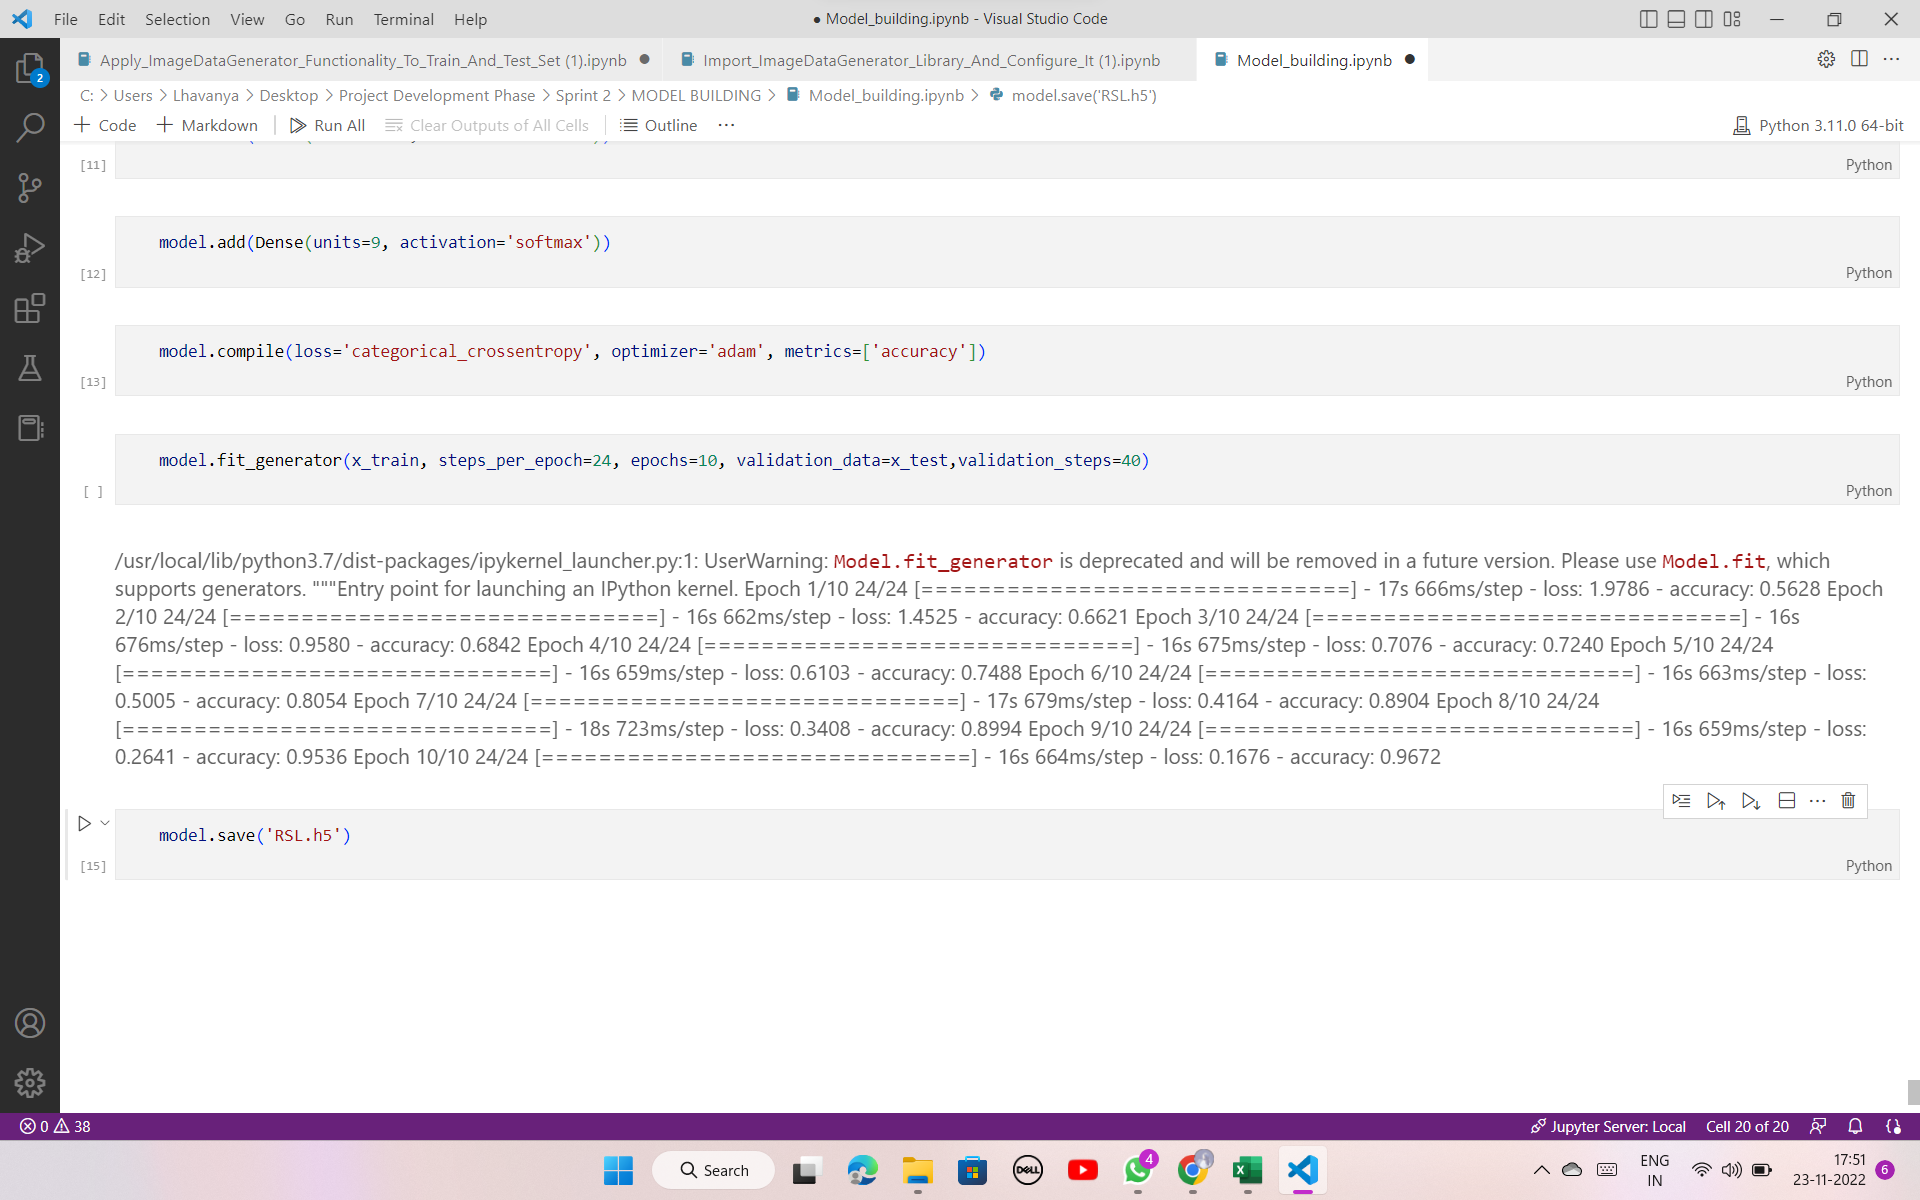 File Edit Selection View Go Run Terminal Help
● Model_building.ipynb - Visual Studio Code
Apply_ImageDataGenerator_Functionality_To_Train_And_Test_Set (1).ipynb ●
Import_ImageDataGenerator_Library_And_Configure_It (1).ipynb
Model_building.ipynb ●
C: > Users > Lhavanya > Desktop > Project Development Phase > Sprint 2 > MODEL BUILDING > Model_building.ipynb > model.save('RSL.h5')
+ Code + Markdown Run All Clear Outputs of All Cells Outline ...
Python 3.11.0 64-bit
2
[11]
Python
model.add(Dense(units=9, activation='softmax'))
[12]
Python
model.compile(loss='categorical_crossentropy', optimizer='adam', metrics=['accuracy'])
[13]
Python
model.fit_generator(x_train, steps_per_epoch=24, epochs=10, validation_data=x_test,validation_steps=40)
[ ]
Python
/usr/local/lib/python3.7/dist-packages/ipykernel_launcher.py:1: UserWarning: Model.fit_generator is deprecated and will be removed in a future version. Please use Model.fit, which
supports generators. """Entry point for launching an IPython kernel. Epoch 1/10 24/24 [==============================] - 17s 666ms/step - loss: 1.9786 - accuracy: 0.5628 Epoch
2/10 24/24 [==============================] - 16s 662ms/step - loss: 1.4525 - accuracy: 0.6621 Epoch 3/10 24/24 [==============================] - 16s
676ms/step - loss: 0.9580 - accuracy: 0.6842 Epoch 4/10 24/24 [==============================] - 16s 675ms/step - loss: 0.7076 - accuracy: 0.7240 Epoch 5/10 24/24
[==============================] - 16s 659ms/step - loss: 0.6103 - accuracy: 0.7488 Epoch 6/10 24/24 [==============================] - 16s 663ms/step - loss:
0.5005 - accuracy: 0.8054 Epoch 7/10 24/24 [==============================] - 17s 679ms/step - loss: 0.4164 - accuracy: 0.8904 Epoch 8/10 24/24
[==============================] - 18s 723ms/step - loss: 0.3408 - accuracy: 0.8994 Epoch 9/10 24/24 [==============================] - 16s 659ms/step - loss:
0.2641 - accuracy: 0.9536 Epoch 10/10 24/24 [==============================] - 16s 664ms/step - loss: 0.1676 - accuracy: 0.9672
model.save('RSL.h5')
[15]
Python
0 38
Jupyter Server: Local Cell 20 of 20
Search
DELL
4
ENG
IN
17:51
23-11-2022
6